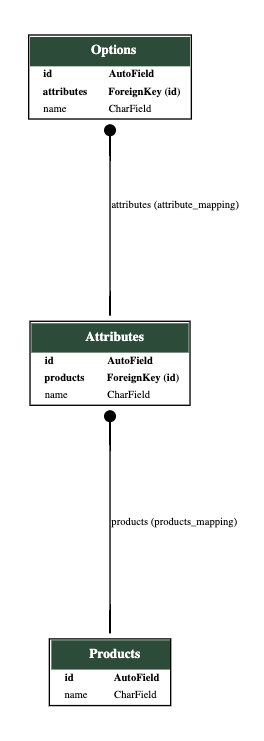 Options
id AutoField
attributes ForeignKey (id)
name CharField
attributes (attribute_mapping)
Attributes
id AutoField
products ForeignKey (id)
name CharField
products (products_mapping)
Products
id AutoField
name CharField